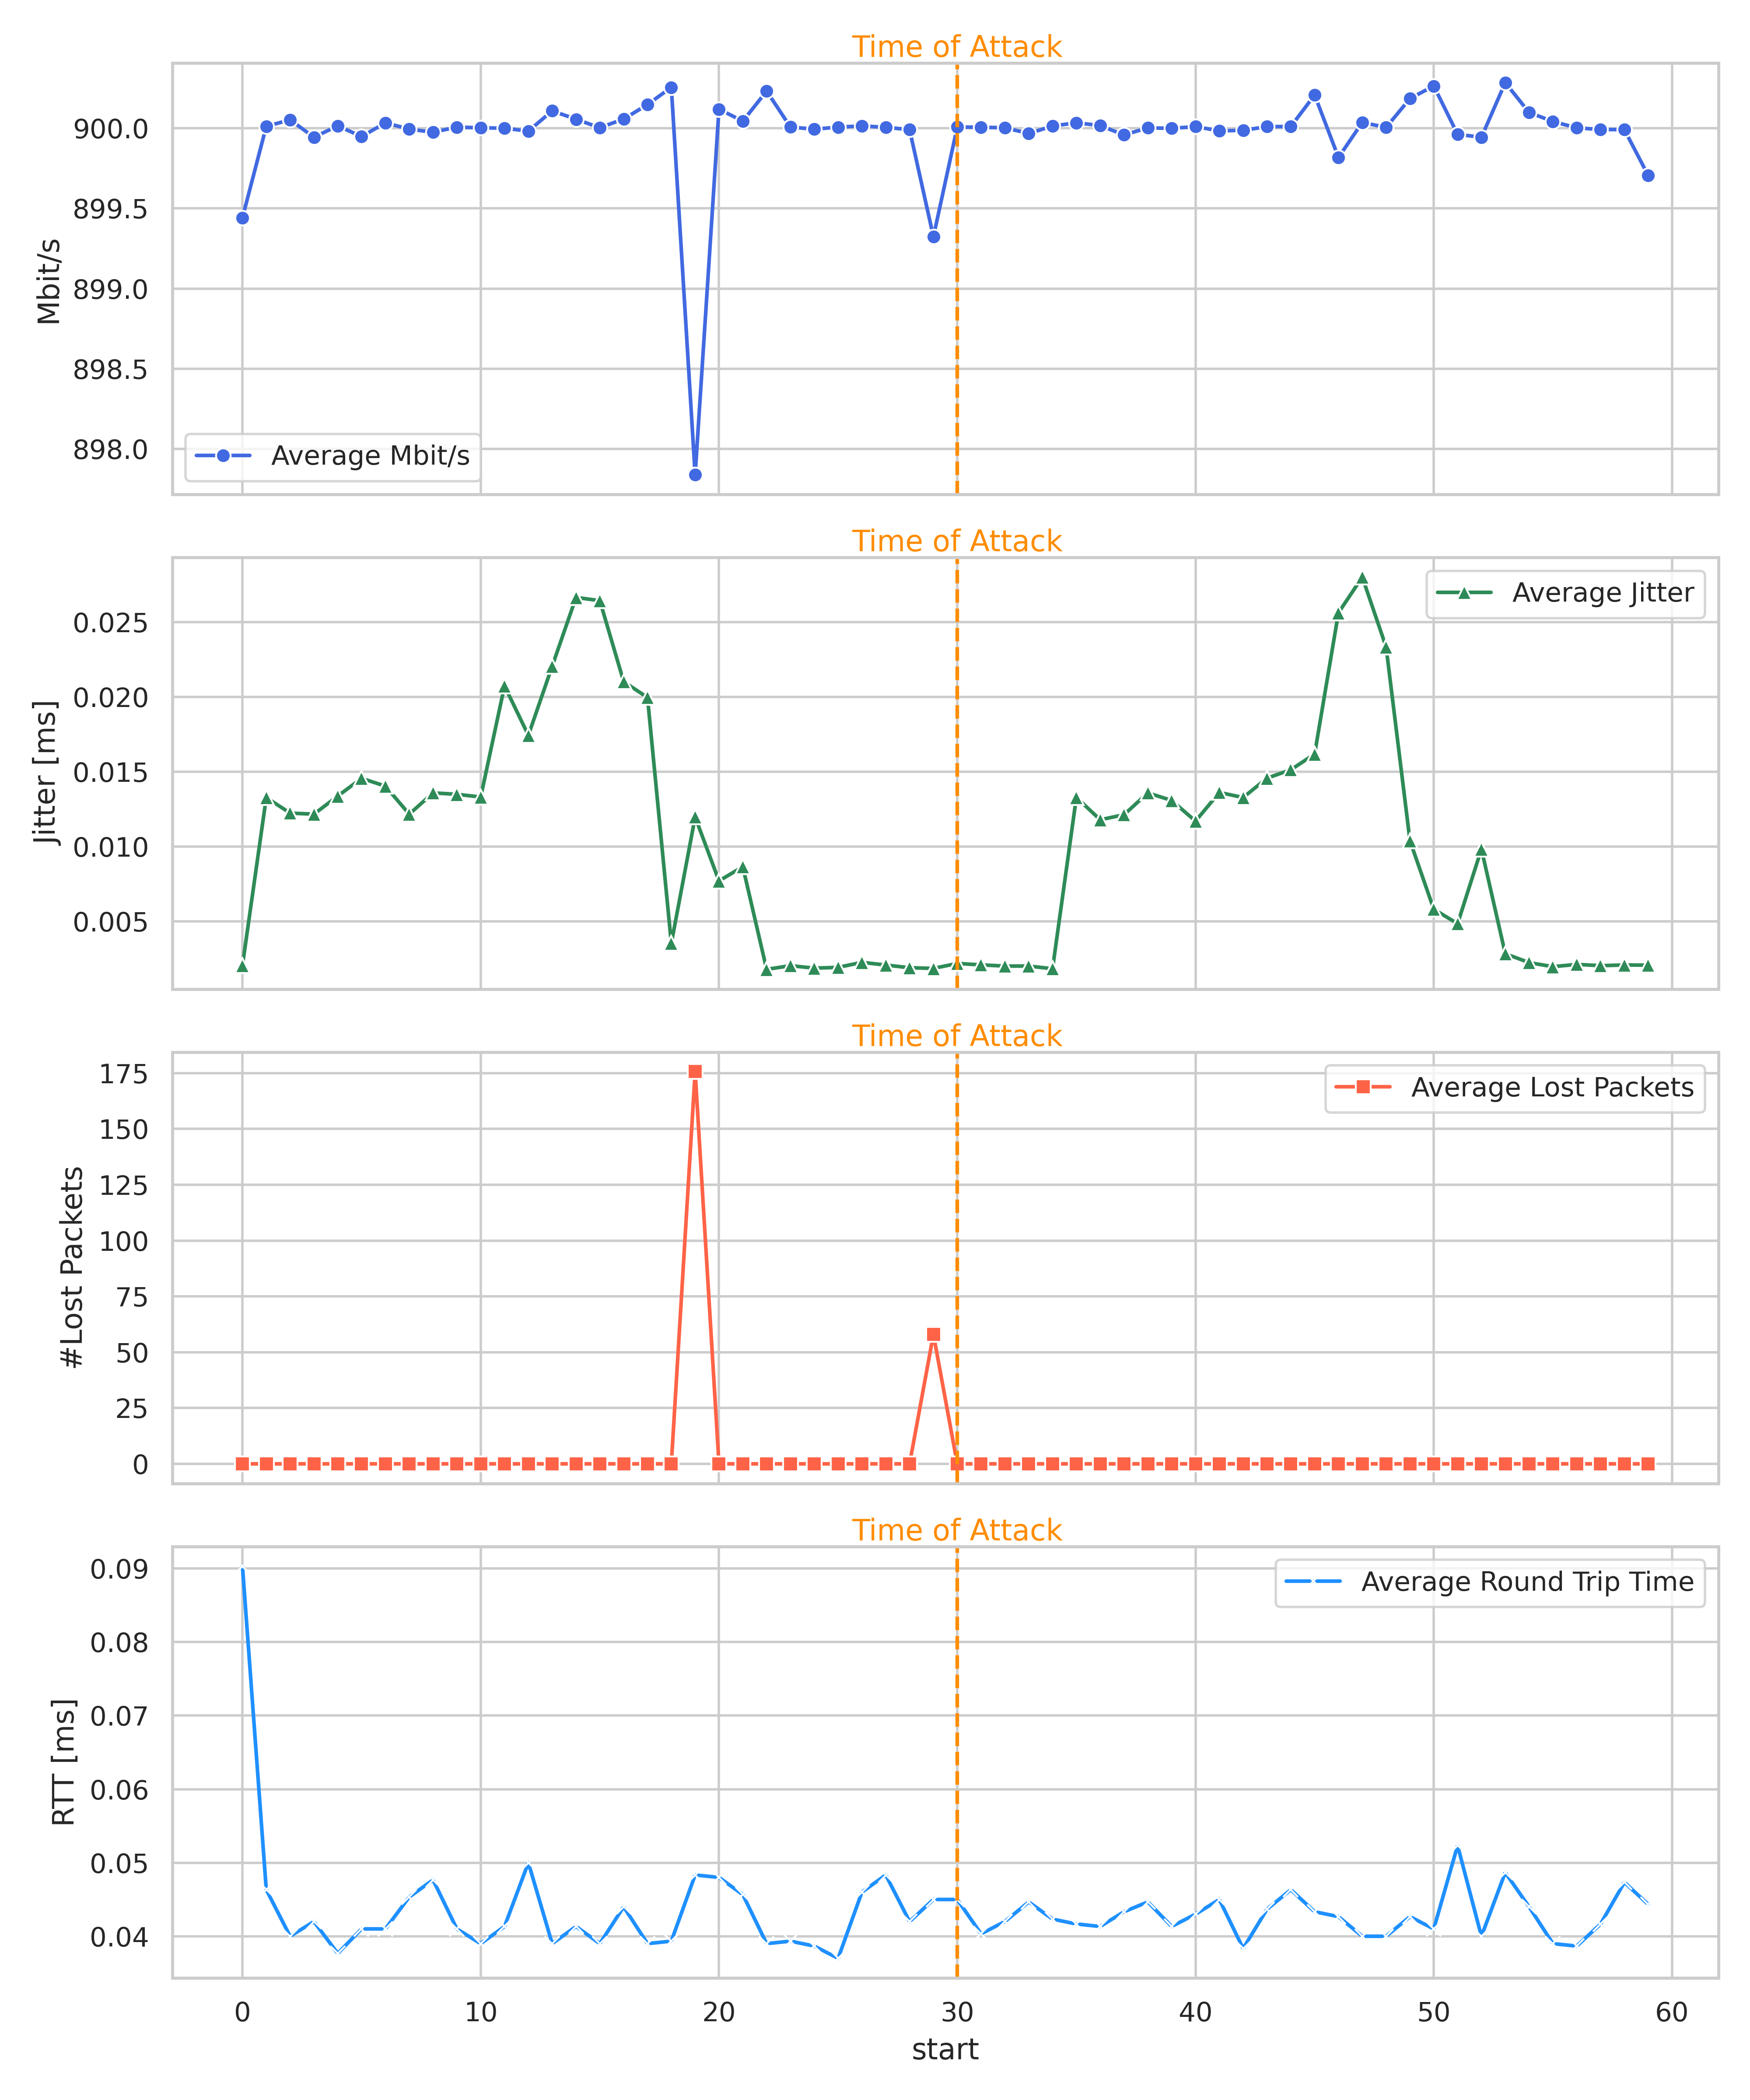 Time of Attack
900.0
899.5
899.0
898.5
898.0
Mbit/s
Average Mbit/s
Time of Attack
0.025
0.020
0.015
0.010
0.005
Jitter [ms]
Average Jitter
Time of Attack
175
150
125
100
75
50
25
0
#Lost Packets
Average Lost Packets
Time of Attack
0.09
0.08
0.07
0.06
0.05
0.04
RTT [ms]
Average Round Trip Time
0 10 20 30 40 50 60
start